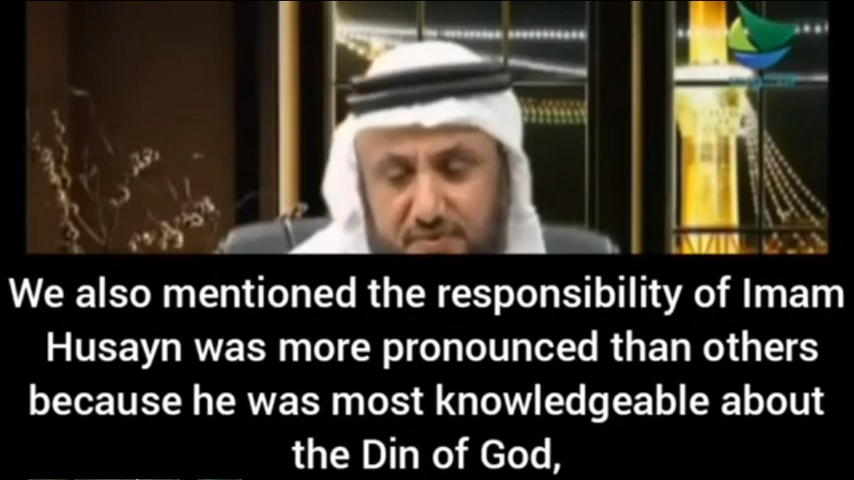 We also mentioned the responsibility of Imam
Husayn was more pronounced than others
because he was most knowledgeable about
the Din of God,